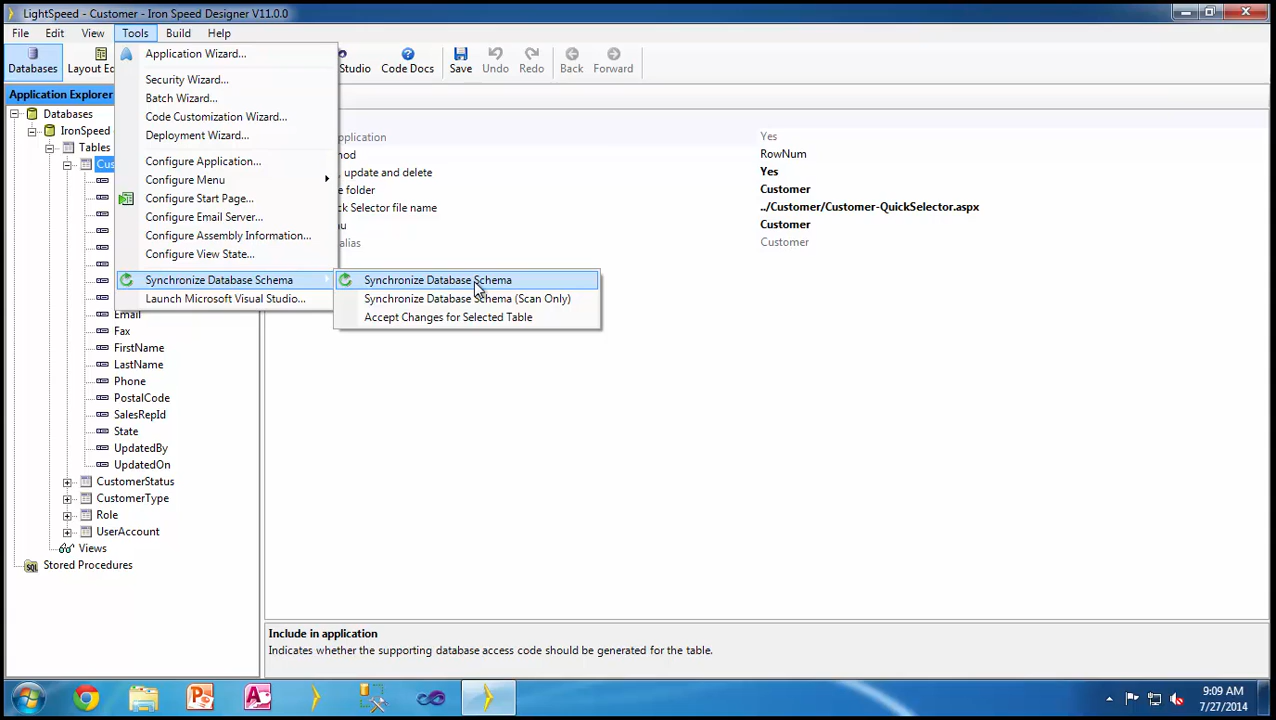 LightSpeed - Customer - Iron Speed Designer V11.0.0
File Edit View Tools Build Help
Databases Layout Ed Studio Code Docs Save Undo Redo Back Forward
Application Explorer
Databases
IronSpeed
Tables
Cus
Email
Fax
FirstName
LastName
Phone
PostalCode
SalesRepId
State
UpdatedBy
UpdatedOn
CustomerStatus
CustomerType
Role
UserAccount
Views
Stored Procedures
Application Wizard...
Security Wizard...
Batch Wizard...
Code Customization Wizard...
Deployment Wizard...
Configure Application...
Configure Menu
Configure Start Page...
Configure Email Server...
Configure Assembly Information...
Configure View State...
Synchronize Database Schema
Launch Microsoft Visual Studio...
Synchronize Database Schema
Synchronize Database Schema (Scan Only)
Accept Changes for Selected Table
pplication Yes
nod RowNum
, update and delete Yes
e folder Customer
ck Selector file name ../Customer/Customer-QuickSelector.aspx
nu Customer
alias Customer
Include in application
Indicates whether the supporting database access code should be generated for the table.
SQL
9:09 AM
7/27/2014